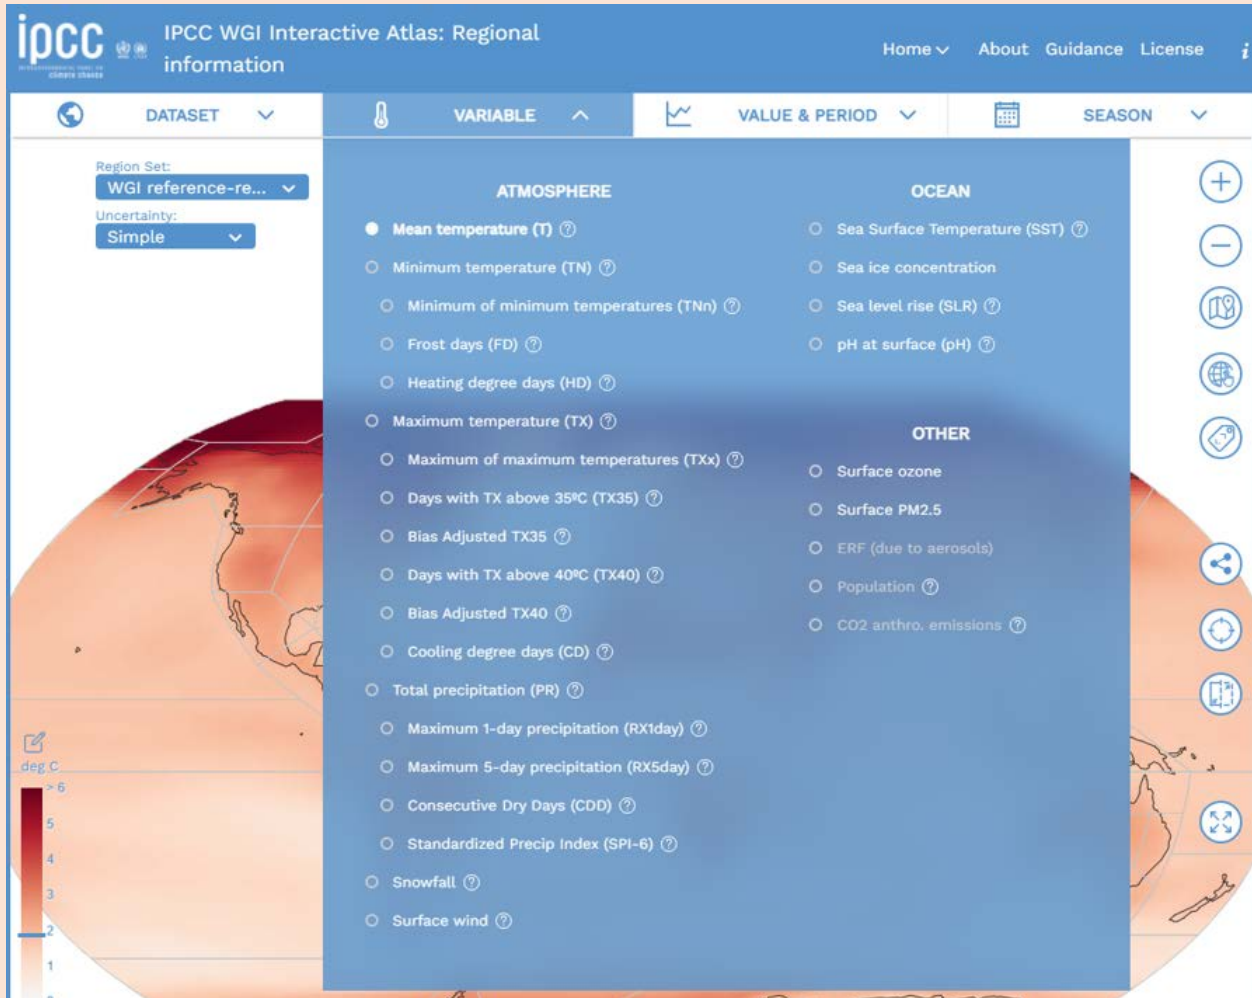 ipcc
climate change
IPCC WGI Interactive Atlas: Regional
information
Home
About
Guidance
License
i
DATASET
VARIABLE
VALUE & PERIOD
SEASON
Region Set:
WGI reference-re...
Uncertainty:
Simple
ATMOSPHERE
Mean temperature (T) ?
Minimum temperature (TN) ?
Minimum of minimum temperatures (TNn) ?
Frost days (FD) ?
Heating degree days (HD) ?
Maximum temperature (TX) ?
Maximum of maximum temperatures (TXx) ?
Days with TX above 35ºC (TX35) ?
Bias Adjusted TX35 ?
Days with TX above 40ºC (TX40) ?
Bias Adjusted TX40 ?
Cooling degree days (CD) ?
Total precipitation (PR) ?
Maximum 1-day precipitation (RX1day) ?
Maximum 5-day precipitation (RX5day) ?
Consecutive Dry Days (CDD) ?
Standardized Precip Index (SPI-6) ?
Snowfall ?
Surface wind ?
OCEAN
Sea Surface Temperature (SST) ?
Sea ice concentration
Sea level rise (SLR) ?
pH at surface (pH) ?
OTHER
Surface ozone
Surface PM2.5
ERF (due to aerosols)
Population ?
CO2 anthro. emissions ?
deg C
> 6
5
4
3
2
1